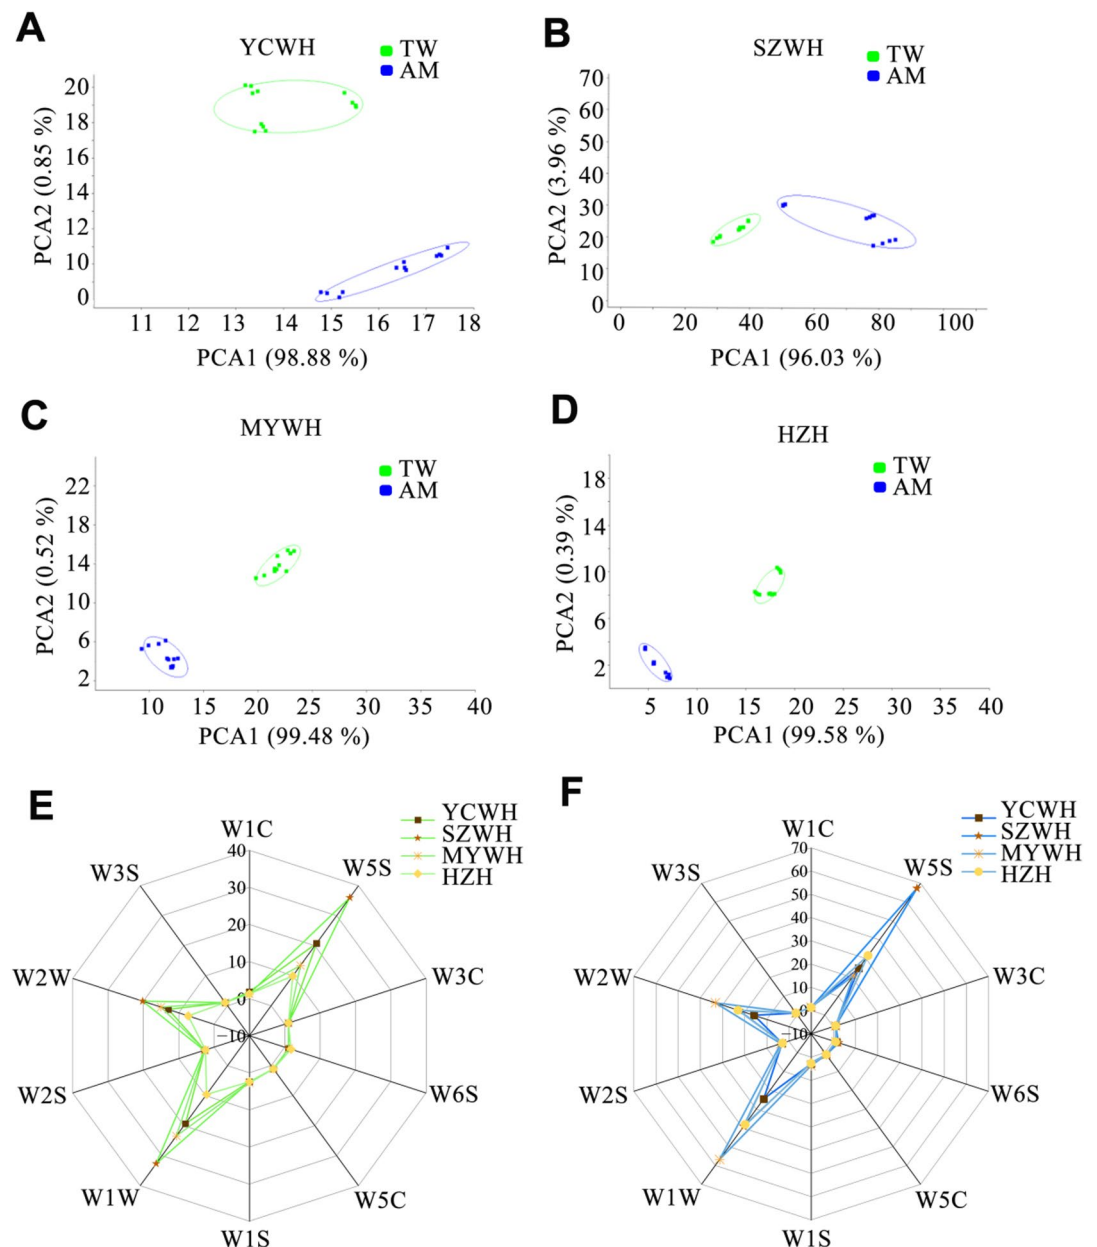 A
YCWH
TW
AM
PCA2 (0.85 %)
20
18
16
14
12
10
0
11 12 13 14 15 16 17 18
PCA1 (98.88 %)
B
SZWH
TW
AM
PCA2 (3.96 %)
70
60
50
40
30
20
10
0
0 20 40 60 80 100
PCA1 (96.03 %)
C
MYWH
TW
AM
PCA2 (0.52 %)
22
18
14
10
6
2
10 15 20 25 30 35 40
PCA1 (99.48 %)
D
HZH
TW
AM
PCA2 (0.39 %)
18
14
10
6
2
5 10 15 20 25 30 35 40
PCA1 (99.58 %)
E
YCWH
SZWH
MYWH
HZH
W1C
W5S
W3C
W6S
W5C
W1S
W1W
W2S
W2W
W3S
40
30
20
10
0
−10
F
YCWH
SZWH
MYWH
HZH
W1C
W5S
W3C
W6S
W5C
W1S
W1W
W2S
W2W
W3S
70
60
50
40
30
20
10
0
−10